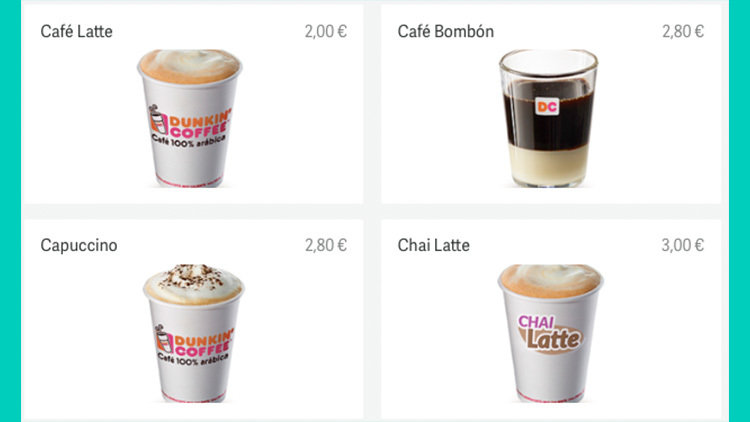 Café Latte 2,00 €
DUNKIN'
COFFEE
Café 100% arábica
Café Bombón 2,80 €
DC
Capuccino 2,80 €
DUNKIN'
COFFEE
Café 100% arábica
Chai Latte 3,00 €
CHAI
Latte